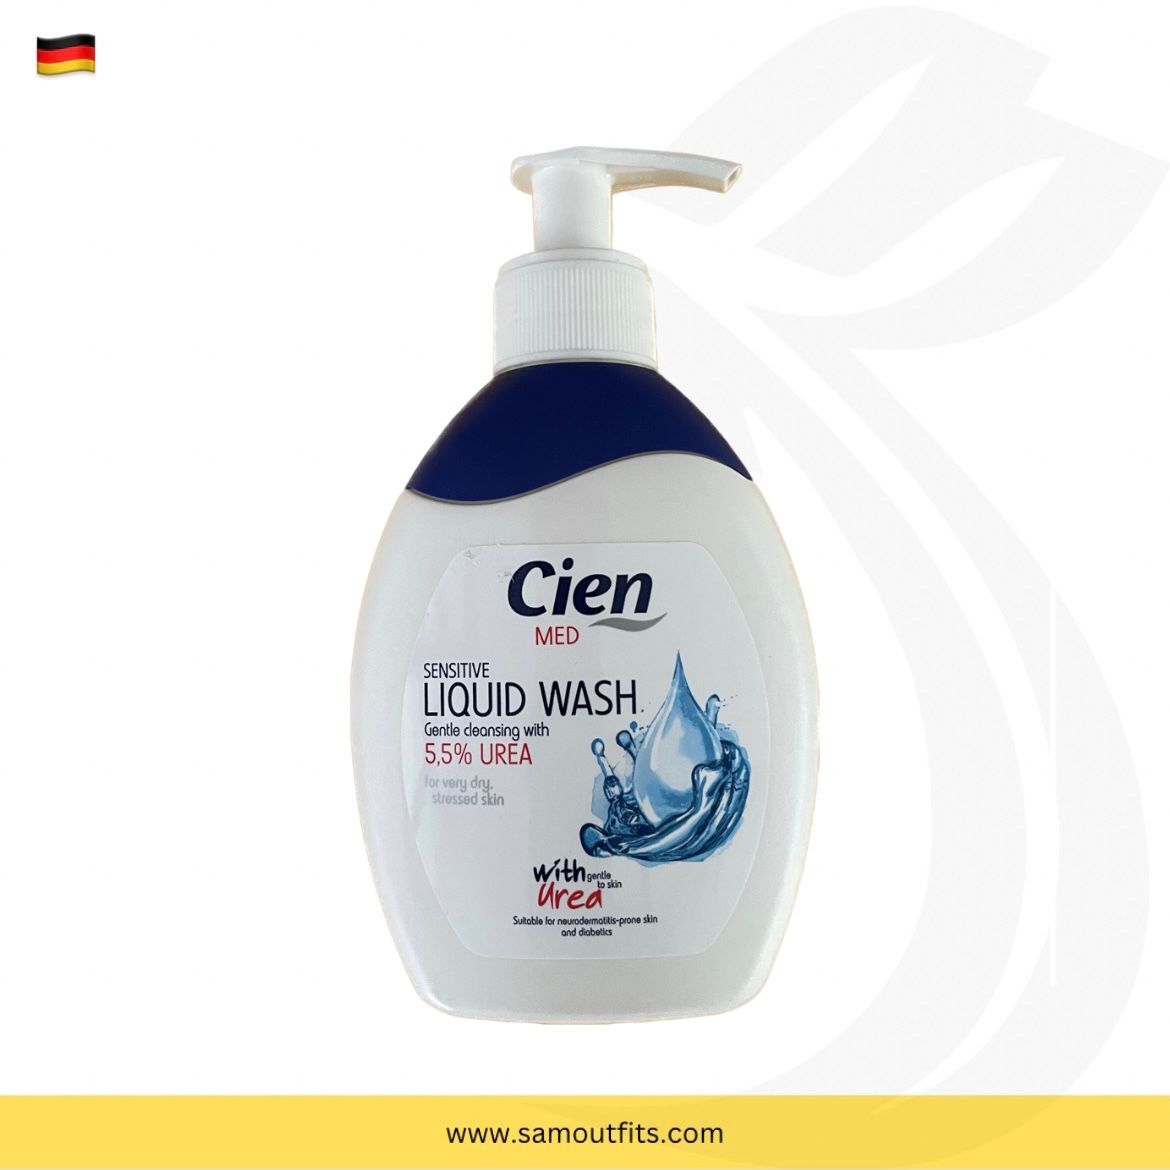 Cien
MED
SENSITIVE
LIQUID WASH
Gentle cleansing with
5,5% UREA
for very dry,
stressed skin
with gentle
to skin
Urea
Suitable for neurodermatitis-prone skin
and diabetics
www.samoutfits.com